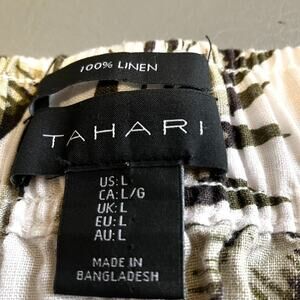 100% LINEN
TAHARI
US: L
CA: L/G
UK: L
EU: L
AU: L
MADE IN
BANGLADESH